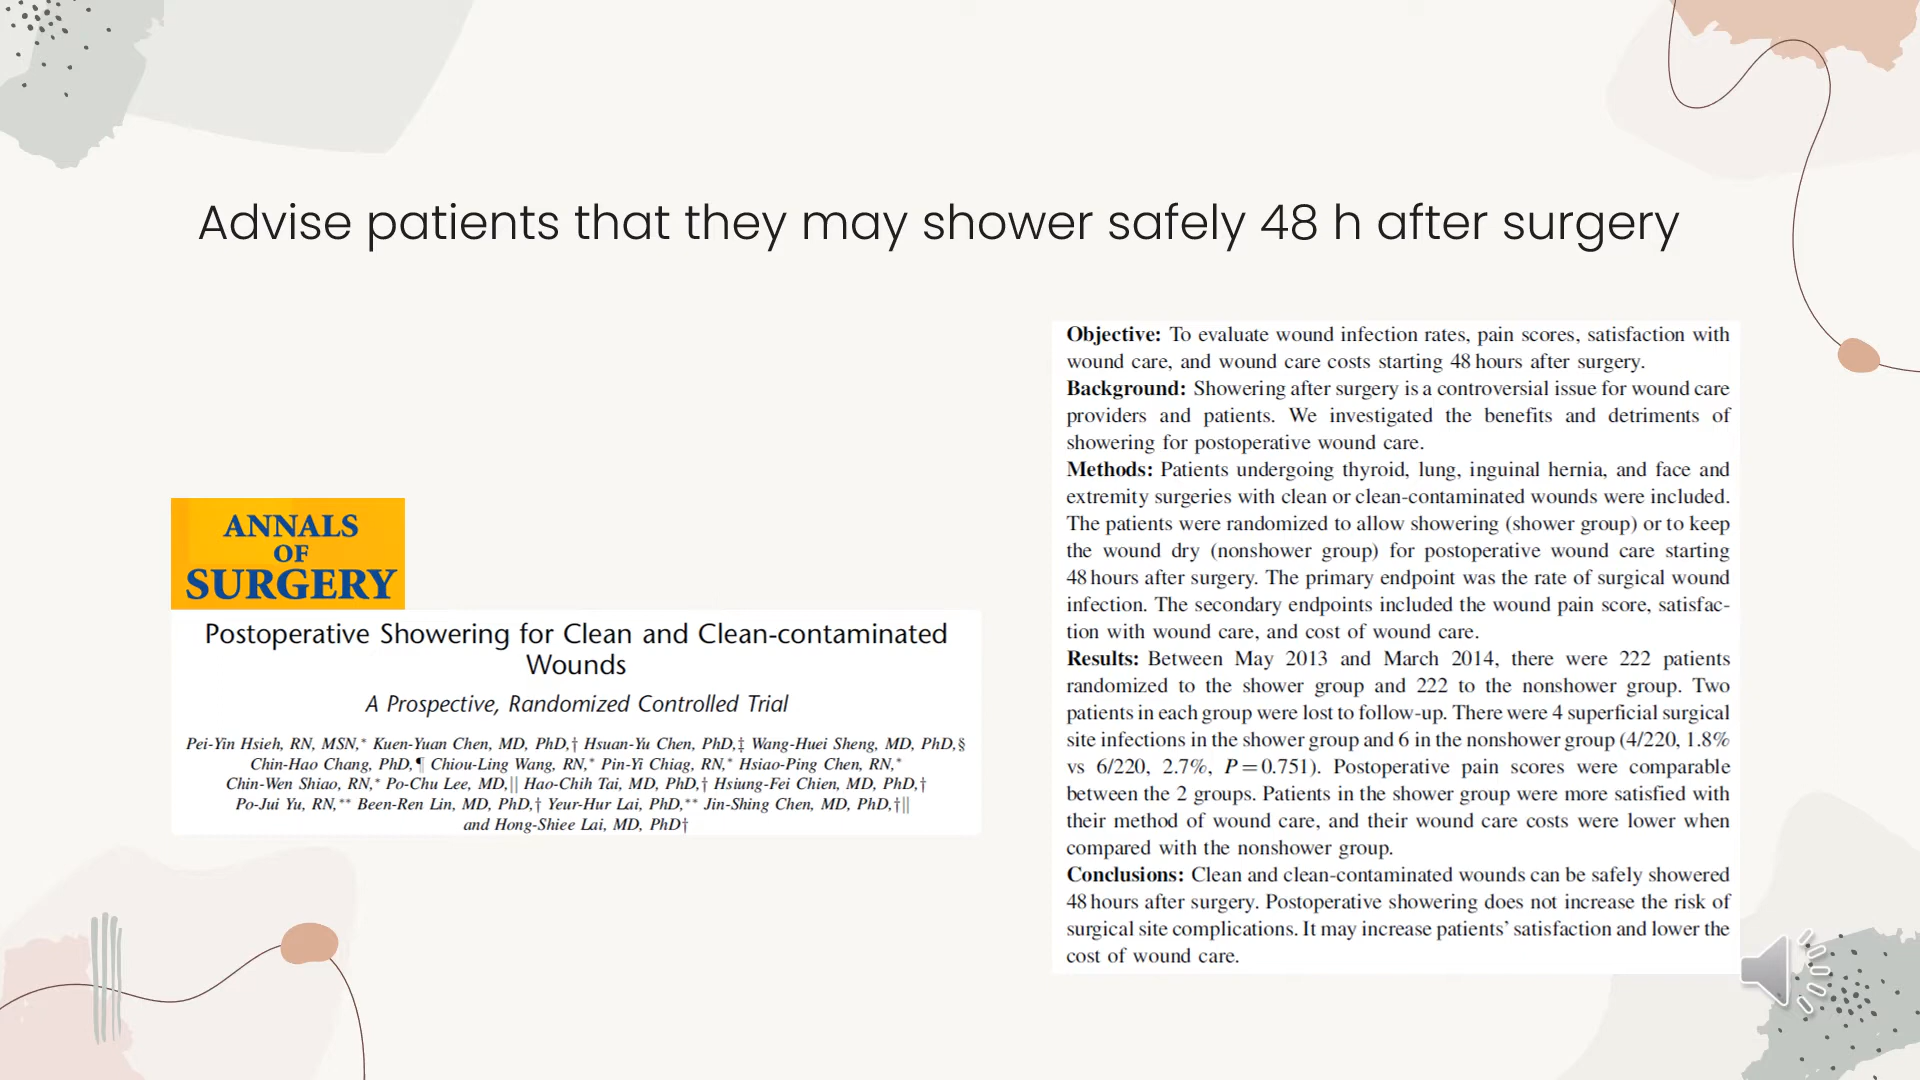 Advise patients that they may shower safely 48 h after surgery
ANNALS
OF
SURGERY
Postoperative Showering for Clean and Clean-contaminated
Wounds
A Prospective, Randomized Controlled Trial
Pei-Yin Hsieh, RN, MSN,* Kuen-Yuan Chen, MD, PhD,† Hsuan-Yu Chen, PhD,‡ Wang-Huei Sheng, MD, PhD,§
Chin-Hao Chang, PhD,¶ Chiou-Ling Wang, RN,* Pin-Yi Chiag, RN,* Hsiao-Ping Chen, RN,*
Chin-Wen Shiao, RN,* Po-Chu Lee, MD,|| Hao-Chih Tai, MD, PhD,† Hsiung-Fei Chien, MD, PhD,†
Po-Jui Yu, RN,** Been-Ren Lin, MD, PhD,† Yeur-Hur Lai, PhD,** Jin-Shing Chen, MD, PhD,†||
and Hong-Shiee Lai, MD, PhD†
Objective: To evaluate wound infection rates, pain scores, satisfaction with
wound care, and wound care costs starting 48 hours after surgery.
Background: Showering after surgery is a controversial issue for wound care
providers and patients. We investigated the benefits and detriments of
showering for postoperative wound care.
Methods: Patients undergoing thyroid, lung, inguinal hernia, and face and
extremity surgeries with clean or clean-contaminated wounds were included.
The patients were randomized to allow showering (shower group) or to keep
the wound dry (nonshower group) for postoperative wound care starting
48 hours after surgery. The primary endpoint was the rate of surgical wound
infection. The secondary endpoints included the wound pain score, satisfac-
tion with wound care, and cost of wound care.
Results: Between May 2013 and March 2014, there were 222 patients
randomized to the shower group and 222 to the nonshower group. Two
patients in each group were lost to follow-up. There were 4 superficial surgical
site infections in the shower group and 6 in the nonshower group (4/220, 1.8%
vs 6/220, 2.7%, P = 0.751). Postoperative pain scores were comparable
between the 2 groups. Patients in the shower group were more satisfied with
their method of wound care, and their wound care costs were lower when
compared with the nonshower group.
Conclusions: Clean and clean-contaminated wounds can be safely showered
48 hours after surgery. Postoperative showering does not increase the risk of
surgical site complications. It may increase patients' satisfaction and lower the
cost of wound care.